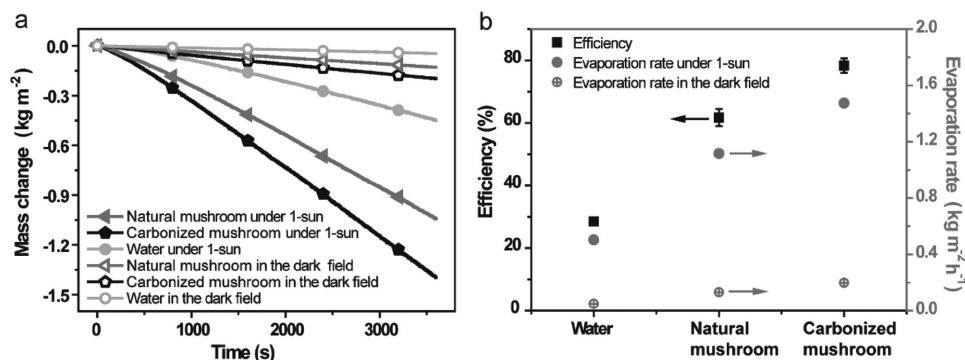 a
Mass change (kg m⁻²)
0.0
-0.3
-0.6
-0.9
-1.2
-1.5
Natural mushroom under 1-sun
Carbonized mushroom under 1-sun
Water under 1-sun
Natural mushroom in the dark field
Carbonized mushroom in the dark field
Water in the dark field
0 1000 2000 3000
Time (s)
b
Efficiency (%)
80
60
40
20
0
Efficiency
Evaporation rate under 1-sun
Evaporation rate in the dark field
2.0
1.6
1.2
0.8
0.4
0.0
Evaporation rate (kg m⁻² h⁻¹)
Water Natural Carbonized
mushroom mushroom